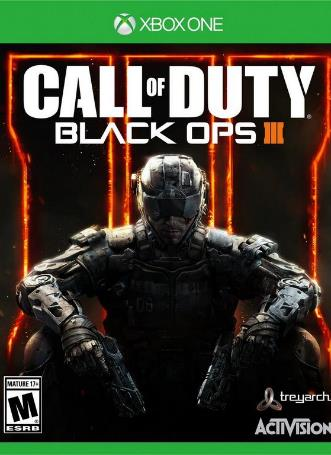 XBOX ONE
CALL OF DUTY
BLACK OPS III
MATURE 17+
M
ESRB
treyarch
ACTIVISION